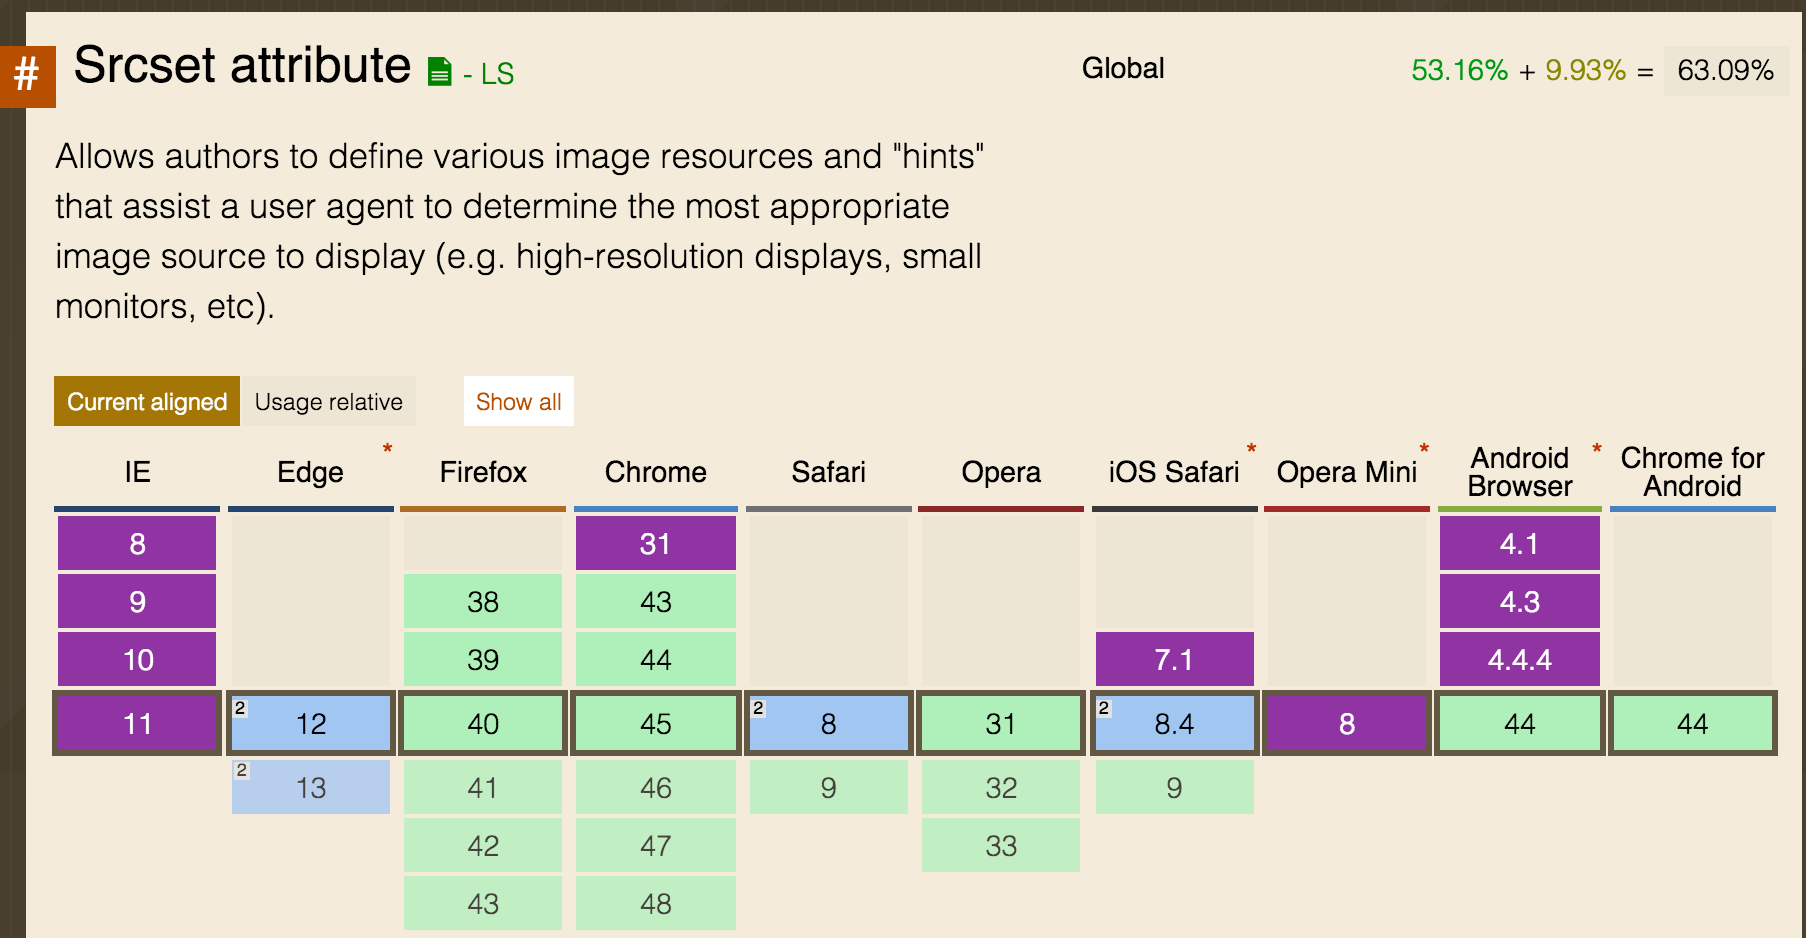 # Srcset attribute - LS Global 53.16% + 9.93% = 63.09%
Allows authors to define various image resources and "hints"
that assist a user agent to determine the most appropriate
image source to display (e.g. high-resolution displays, small
monitors, etc).
Current aligned Usage relative Show all
IE Edge * Firefox Chrome Safari Opera iOS Safari * Opera Mini * Android Browser * Chrome for Android
8 31 4.1
9 38 43 4.3
10 39 44 7.1 4.4.4
11 2 12 40 45 2 8 31 2 8.4 8 44 44
2 13 41 46 9 32 9
42 47 33
43 48